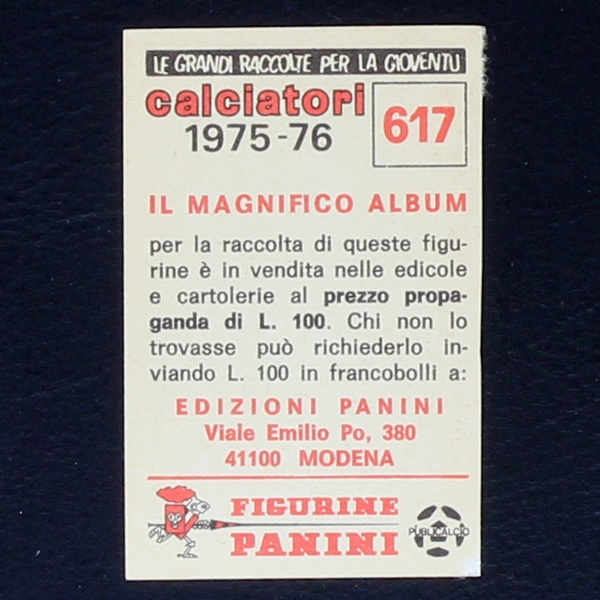 LE GRANDI RACCOLTE PER LA GIOVENTÙ
calciatori
1975-76
617
IL MAGNIFICO ALBUM
per la raccolta di queste figu-
rine è in vendita nelle edicole
e cartolerie al prezzo propa-
ganda di L. 100. Chi non lo
trovasse può richiederlo in-
viando L. 100 in francobolli a:
EDIZIONI PANINI
Viale Emilio Po, 380
41100 MODENA
FIGURINE
PANINI
PUBLICALCIO